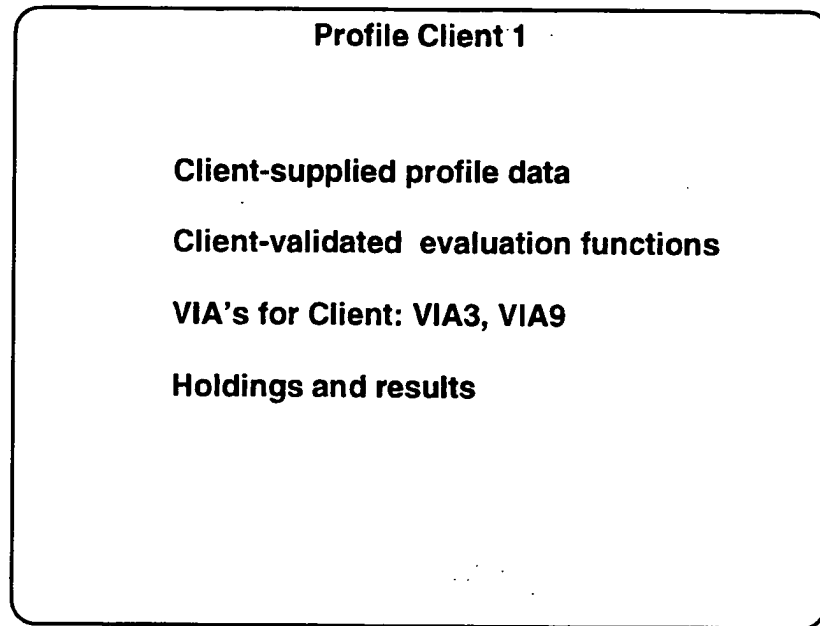 Profile Client 1
Client-supplied profile data
Client-validated evaluation functions
VIA's for Client: VIA3, VIA9
Holdings and results